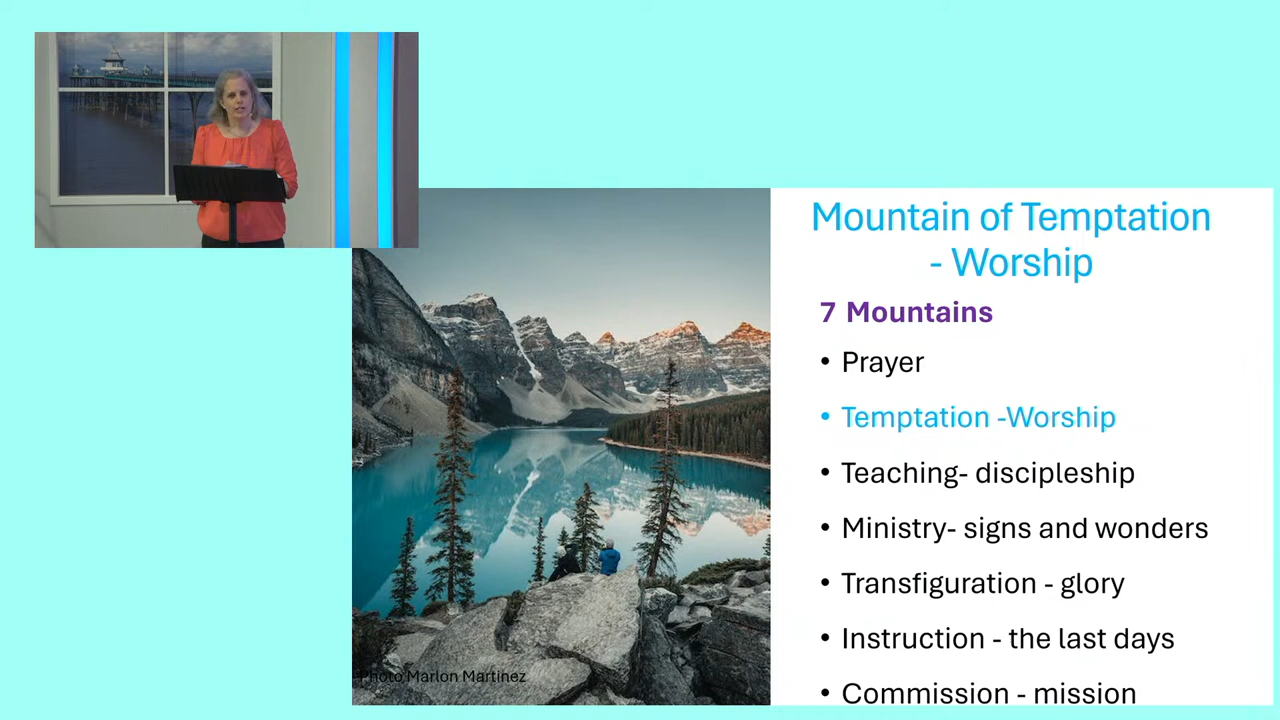 Mountain of Temptation
- Worship
7 Mountains
• Prayer
• Temptation -Worship
• Teaching- discipleship
• Ministry- signs and wonders
• Transfiguration - glory
• Instruction - the last days
• Commission - mission
Photo Marlon Martinez